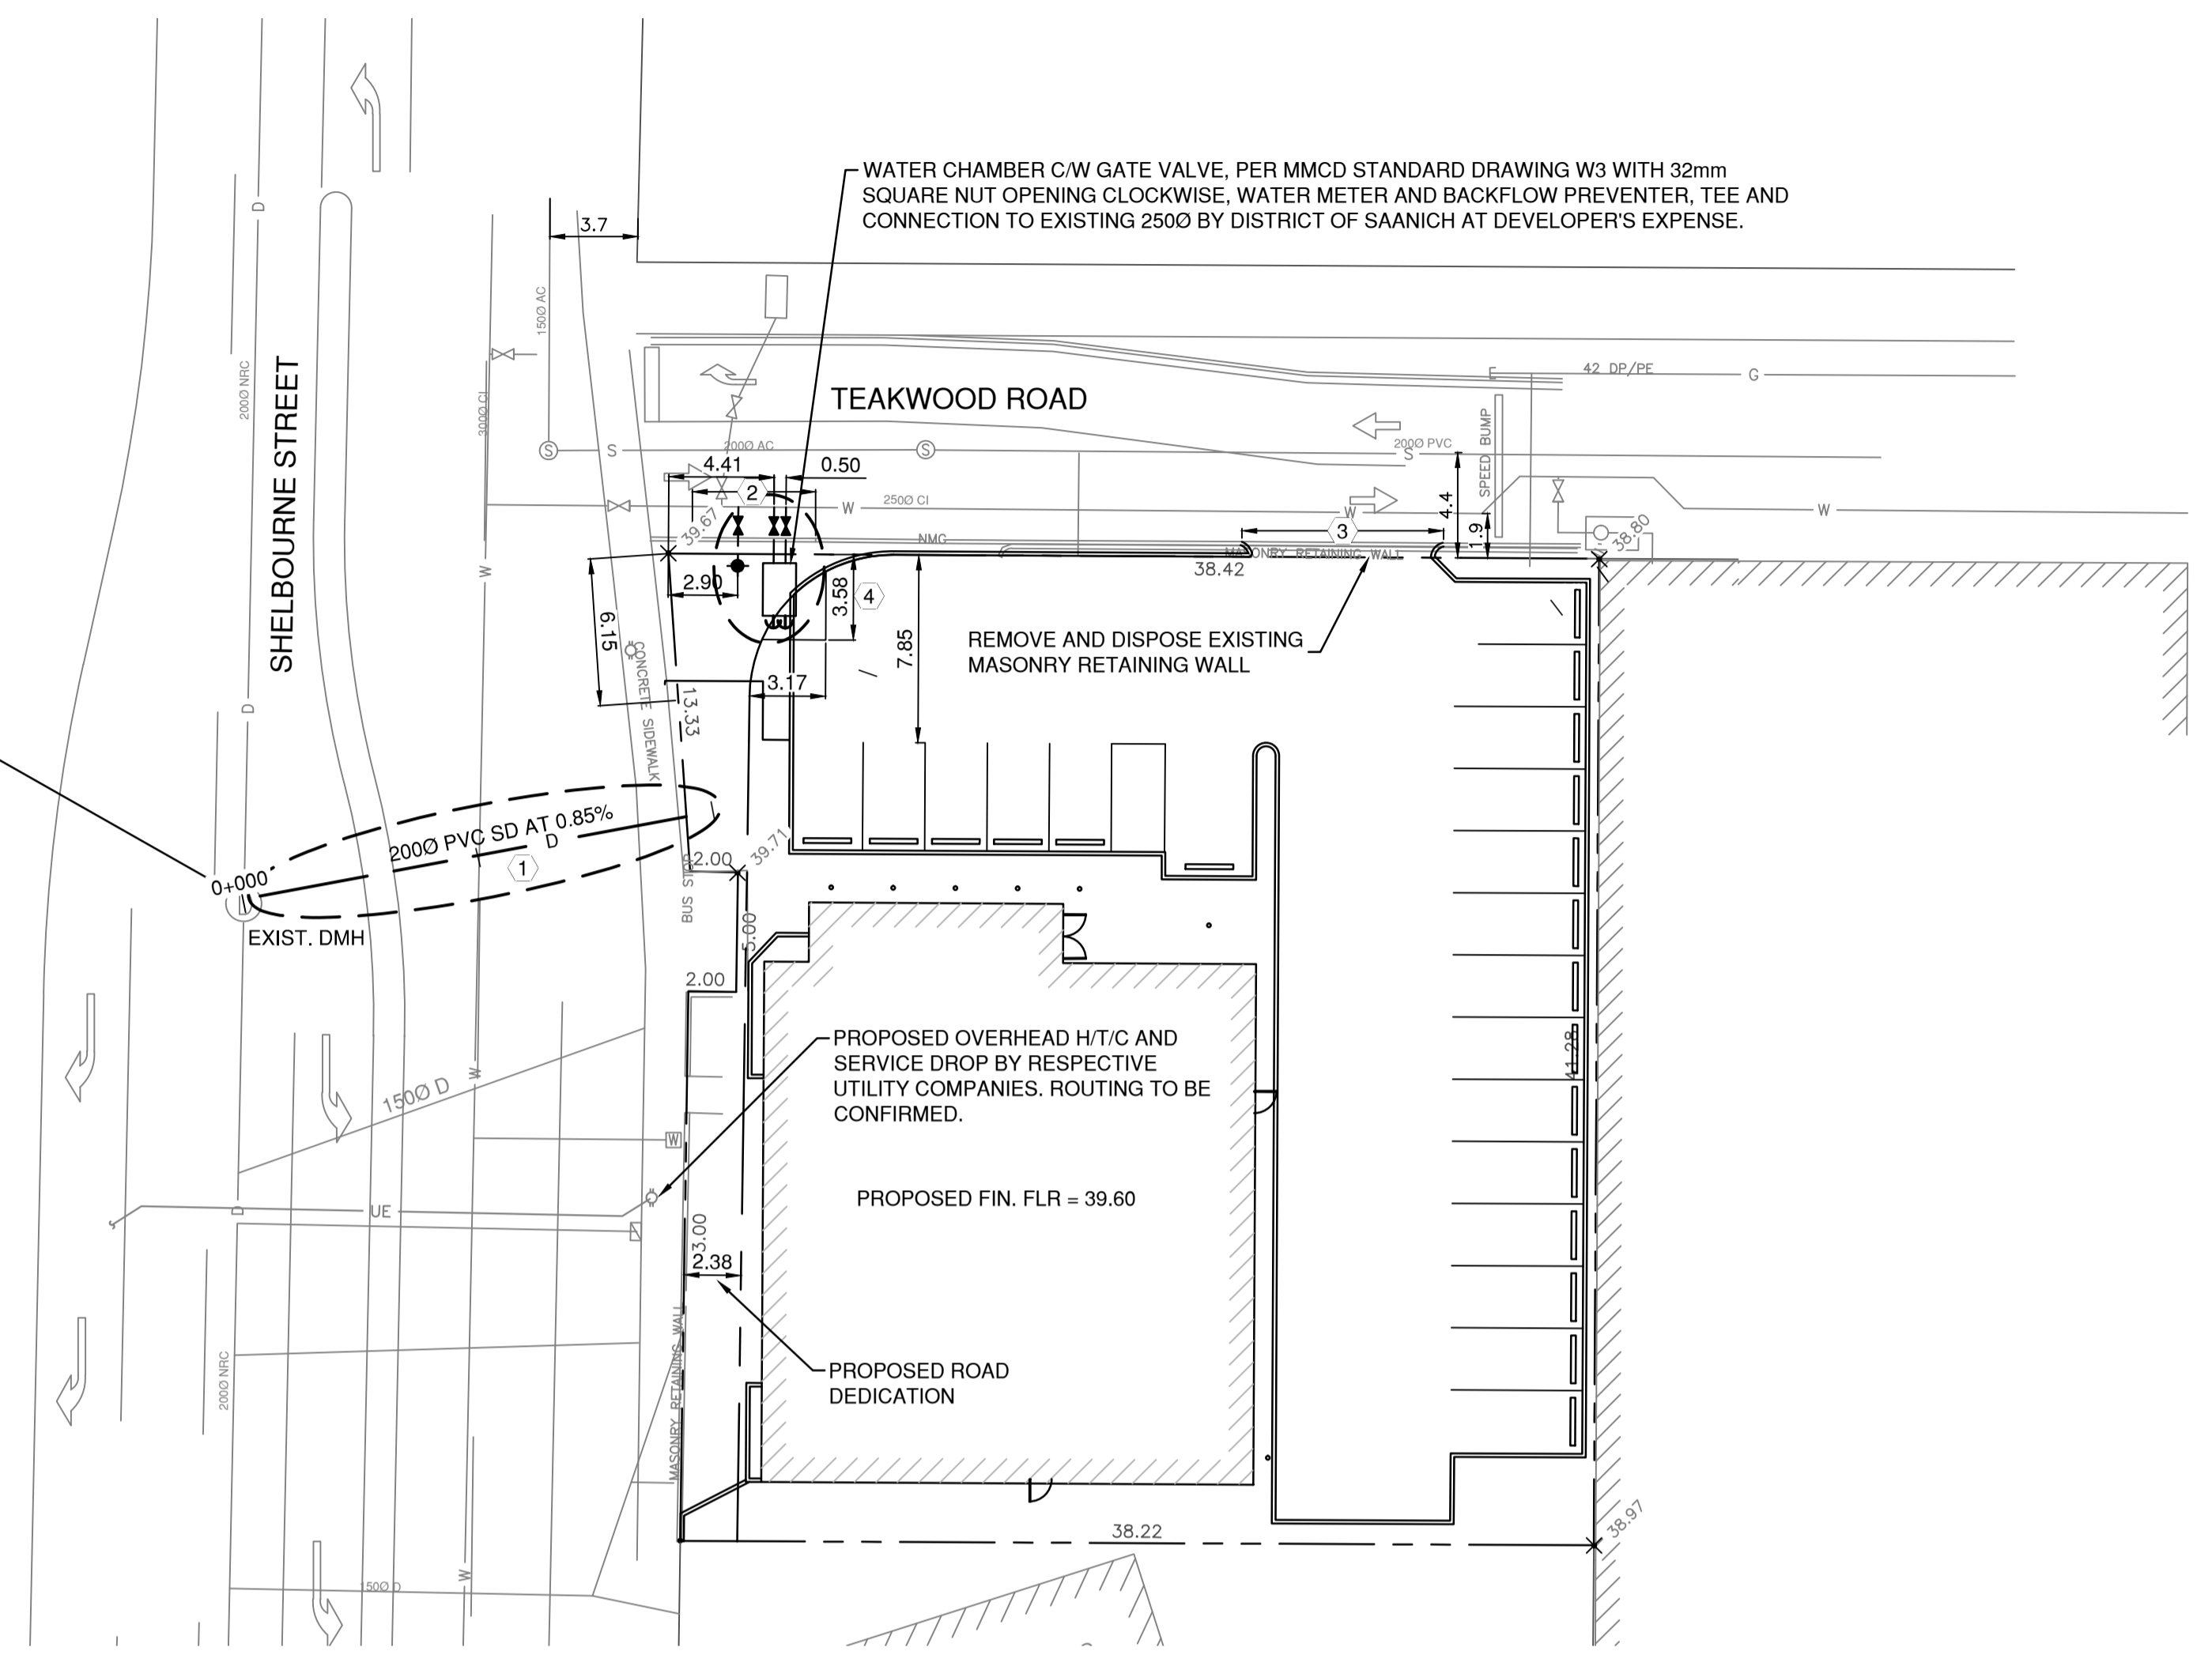 WATER CHAMBER C/W GATE VALVE, PER MMCD STANDARD DRAWING W3 WITH 32mm
SQUARE NUT OPENING CLOCKWISE, WATER METER AND BACKFLOW PREVENTER, TEE AND
CONNECTION TO EXISTING 250Ø BY DISTRICT OF SAANICH AT DEVELOPER'S EXPENSE.
D
3.7
150Ø AC
200Ø NRC
300Ø CI
SHELBOURNE STREET
TEAKWOOD ROAD
42 DP/PE
G
SPEED BUMP
S
S
200Ø AC
S
200Ø PVC
S
4.41
0.50
2
250Ø CI
W
W
W
4.4
1.9
3
39.67
38.80
NMG
MASONRY RETAINING WALL
38.42
W
2.90
3.58
4
6.15
7.85
CONCRETE SIDEWALK
REMOVE AND DISPOSE EXISTING
MASONRY RETAINING WALL
3.17
13.33
D
200Ø PVC SD AT 0.85%
D
1
39.71
2.00
0+000
BUS STOP
EXIST. DMH
5.00
2.00
PROPOSED OVERHEAD H/T/C AND
SERVICE DROP BY RESPECTIVE
UTILITY COMPANIES. ROUTING TO BE
CONFIRMED.
41.28
W
150Ø D
W
PROPOSED FIN. FLR = 39.60
D
UE
3.00
2.38
200Ø NRC
MASONRY RETAINING WALL
PROPOSED ROAD
DEDICATION
38.22
38.97
W
150Ø D